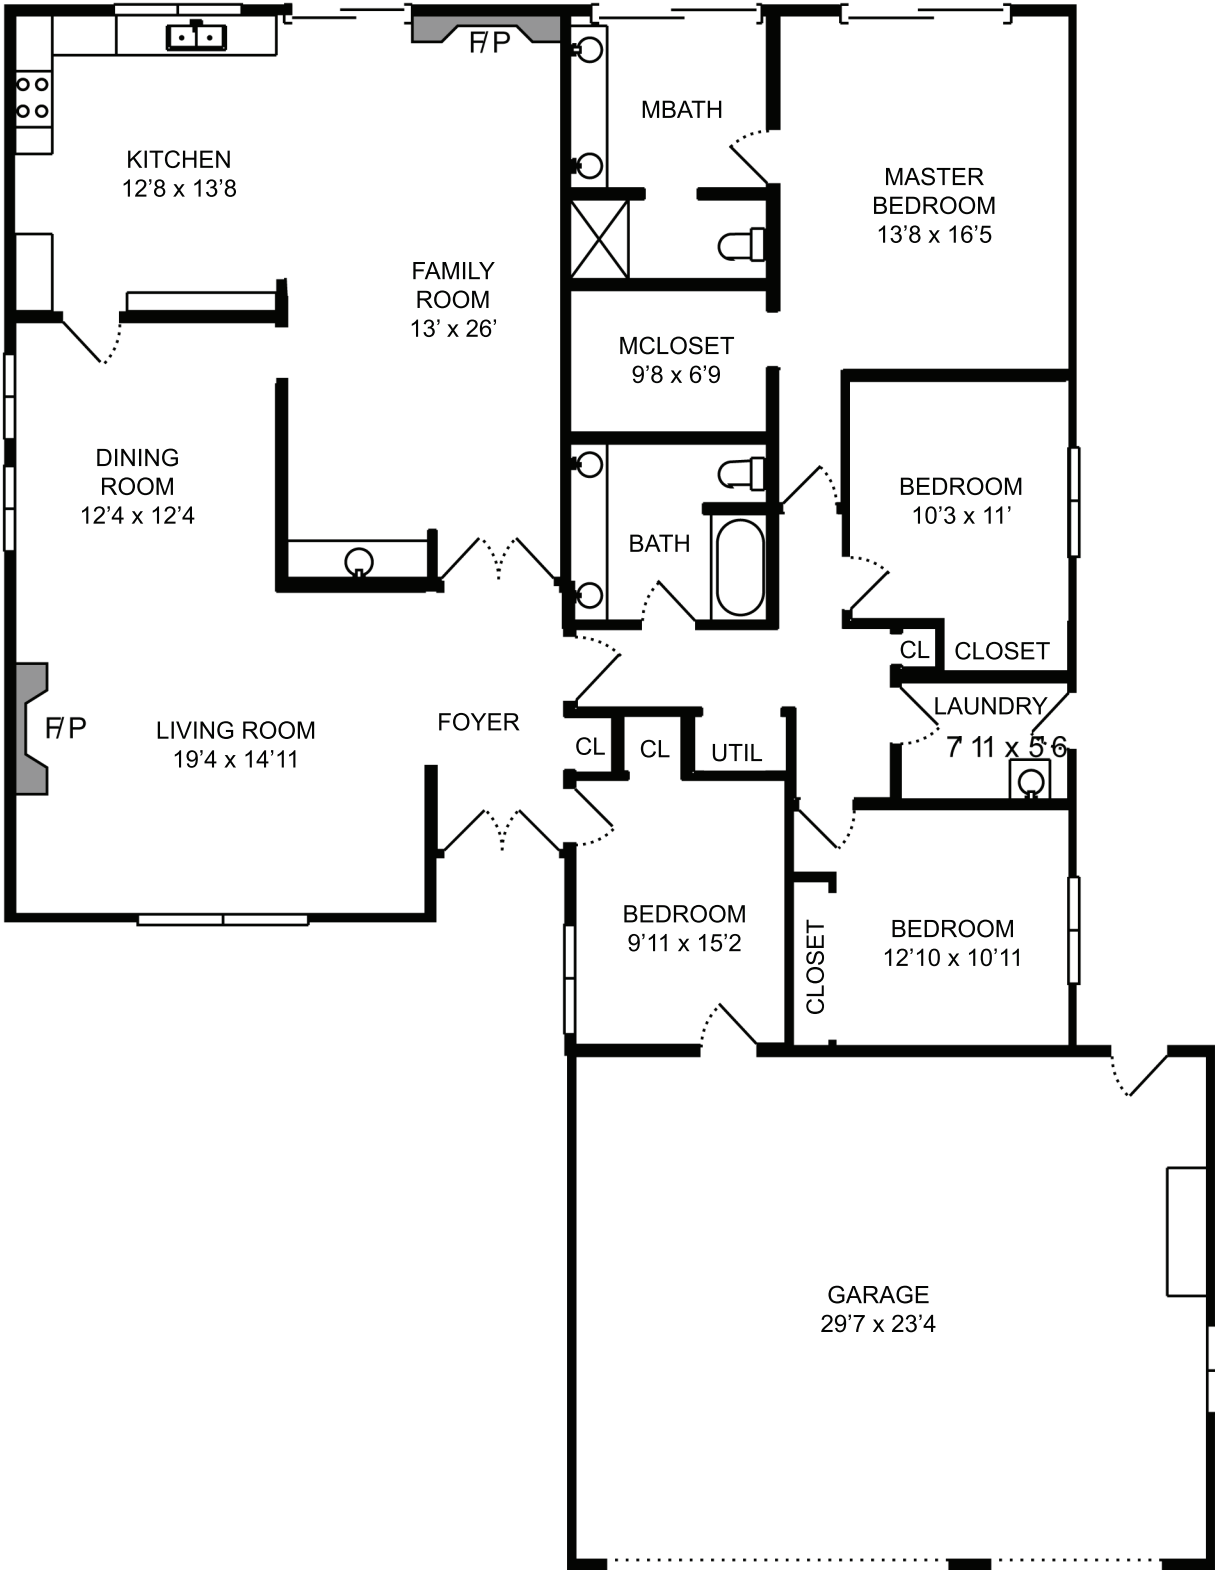 F/P
MBATH
KITCHEN
12’8 x 13’8
MASTER
BEDROOM
13’8 x 16’5
FAMILY
ROOM
13’ x 26’
MCLOSET
9’8 x 6’9
DINING
ROOM
12’4 x 12’4
BEDROOM
10’3 x 11’
BATH
CL
CLOSET
LAUNDRY
7’11 x 5’6
F/P
LIVING ROOM
19’4 x 14’11
FOYER
CL
CL
UTIL
BEDROOM
9’11 x 15’2
CLOSET
BEDROOM
12’10 x 10’11
GARAGE
29’7 x 23’4